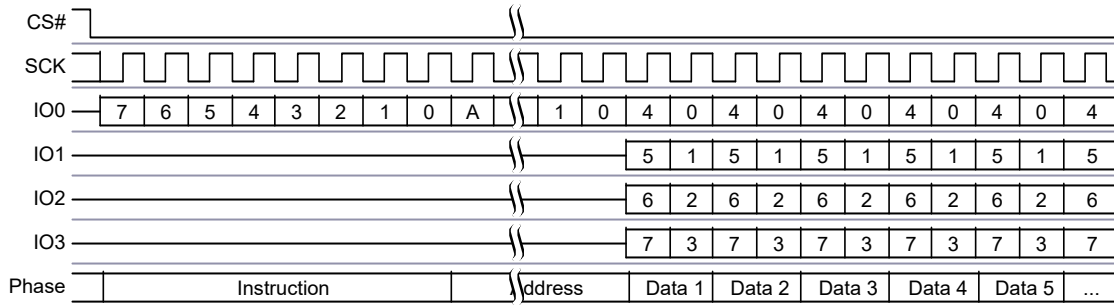 CS#
SCK
IO0 7 6 5 4 3 2 1 0 A 1 0 4 0 4 0 4 0 4 0 4 0 4
IO1 5 1 5 1 5 1 5 1 5 1 5
IO2 6 2 6 2 6 2 6 2 6 2 6
IO3 7 3 7 3 7 3 7 3 7 3 7
Phase Instruction Address Data 1 Data 2 Data 3 Data 4 Data 5 ...